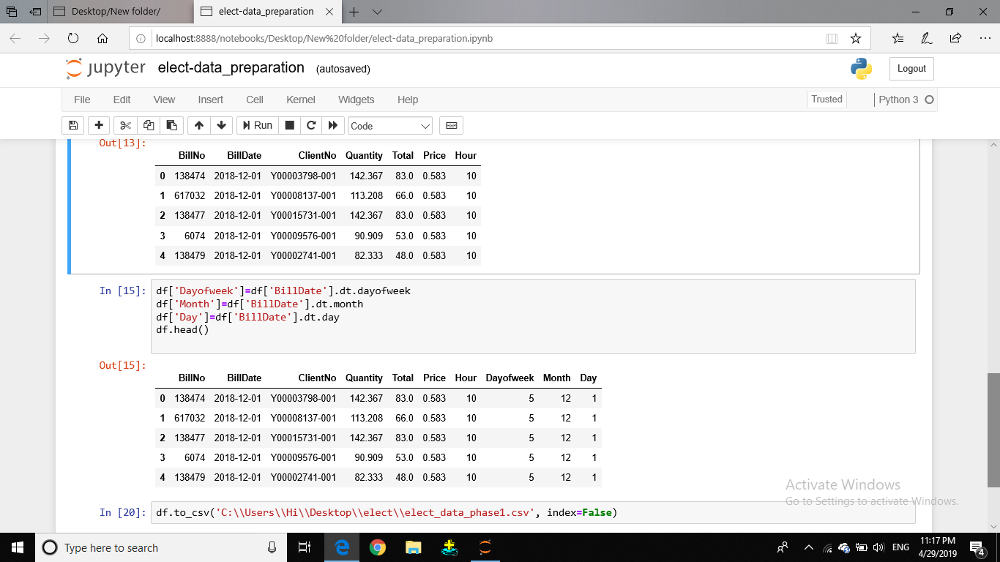 Desktop/New folder/
elect-data_preparation
localhost:8888/notebooks/Desktop/New%20folder/elect-data_preparation.ipynb
jupyter elect-data_preparation (autosaved)
Logout
File Edit View Insert Cell Kernel Widgets Help
Trusted
Python 3
Run
Code
Out[13]:
BillNo BillDate ClientNo Quantity Total Price Hour
0 138474 2018-12-01 Y00003798-001 142.367 83.0 0.583 10
1 617032 2018-12-01 Y00008137-001 113.208 66.0 0.583 10
2 138477 2018-12-01 Y00015731-001 142.367 83.0 0.583 10
3 6074 2018-12-01 Y00009576-001 90.909 53.0 0.583 10
4 138479 2018-12-01 Y00002741-001 82.333 48.0 0.583 10
In [15]: df['Dayofweek']=df['BillDate'].dt.dayofweek
df['Month']=df['BillDate'].dt.month
df['Day']=df['BillDate'].dt.day
df.head()
Out[15]:
BillNo BillDate ClientNo Quantity Total Price Hour Dayofweek Month Day
0 138474 2018-12-01 Y00003798-001 142.367 83.0 0.583 10 5 12 1
1 617032 2018-12-01 Y00008137-001 113.208 66.0 0.583 10 5 12 1
2 138477 2018-12-01 Y00015731-001 142.367 83.0 0.583 10 5 12 1
3 6074 2018-12-01 Y00009576-001 90.909 53.0 0.583 10 5 12 1
4 138479 2018-12-01 Y00002741-001 82.333 48.0 0.583 10 5 12 1
Activate Windows
Go to Settings to activate Windows.
In [20]: df.to_csv('C:\\Users\\Hi\\Desktop\\elect\\elect_data_phase1.csv', index=False)
Type here to search
ENG
11:17 PM
4/29/2019
4